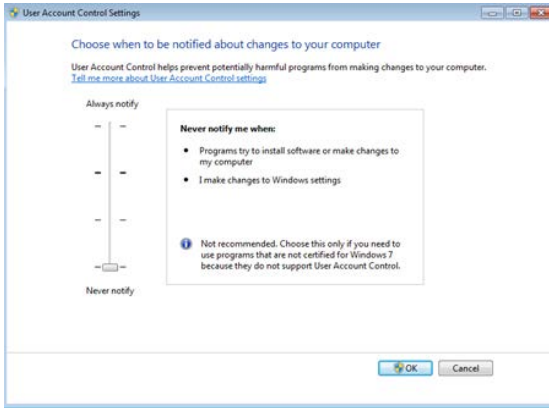 User Account Control Settings
Choose when to be notified about changes to your computer
User Account Control helps prevent potentially harmful programs from making changes to your computer.
Tell me more about User Account Control settings
Always notify
Never notify me when:
• Programs try to install software or make changes to
my computer
• I make changes to Windows settings
Not recommended. Choose this only if you need to
use programs that are not certified for Windows 7
because they do not support User Account Control.
Never notify
OK
Cancel